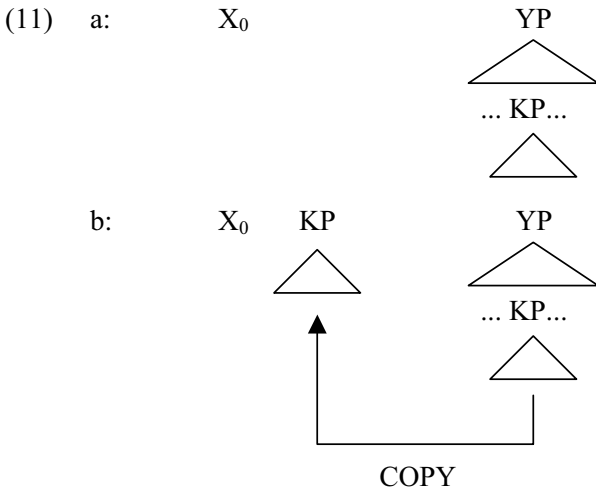 (11) a: X₀ YP
... KP...
b: X₀ KP YP
... KP...
COPY